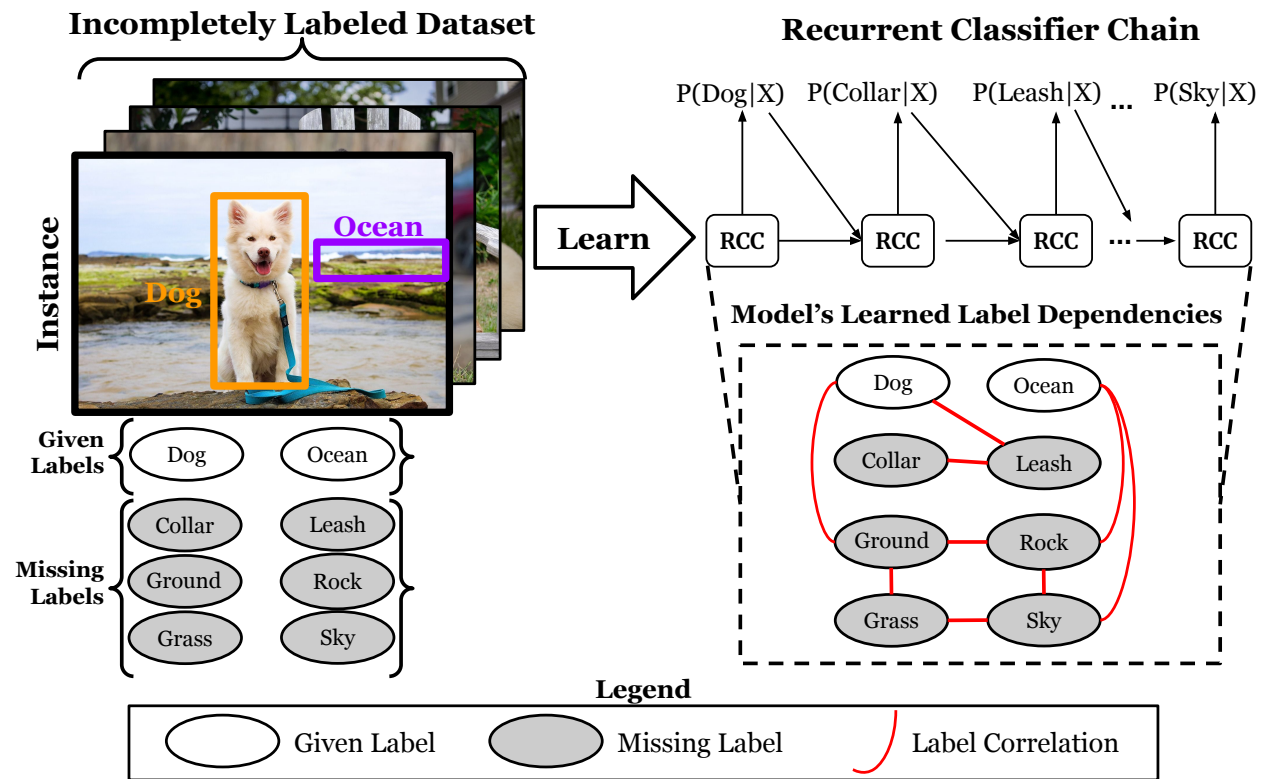 Incompletely Labeled Dataset
Instance
Dog
Ocean
Given
Labels
Dog
Ocean
Missing
Labels
Collar
Leash
Ground
Rock
Grass
Sky
Learn
Recurrent Classifier Chain
P(Dog|X) P(Collar|X) P(Leash|X) ... P(Sky|X)
RCC RCC RCC ... RCC
Model's Learned Label Dependencies
Dog
Ocean
Collar
Leash
Ground
Rock
Grass
Sky
Legend
Given Label
Missing Label
Label Correlation